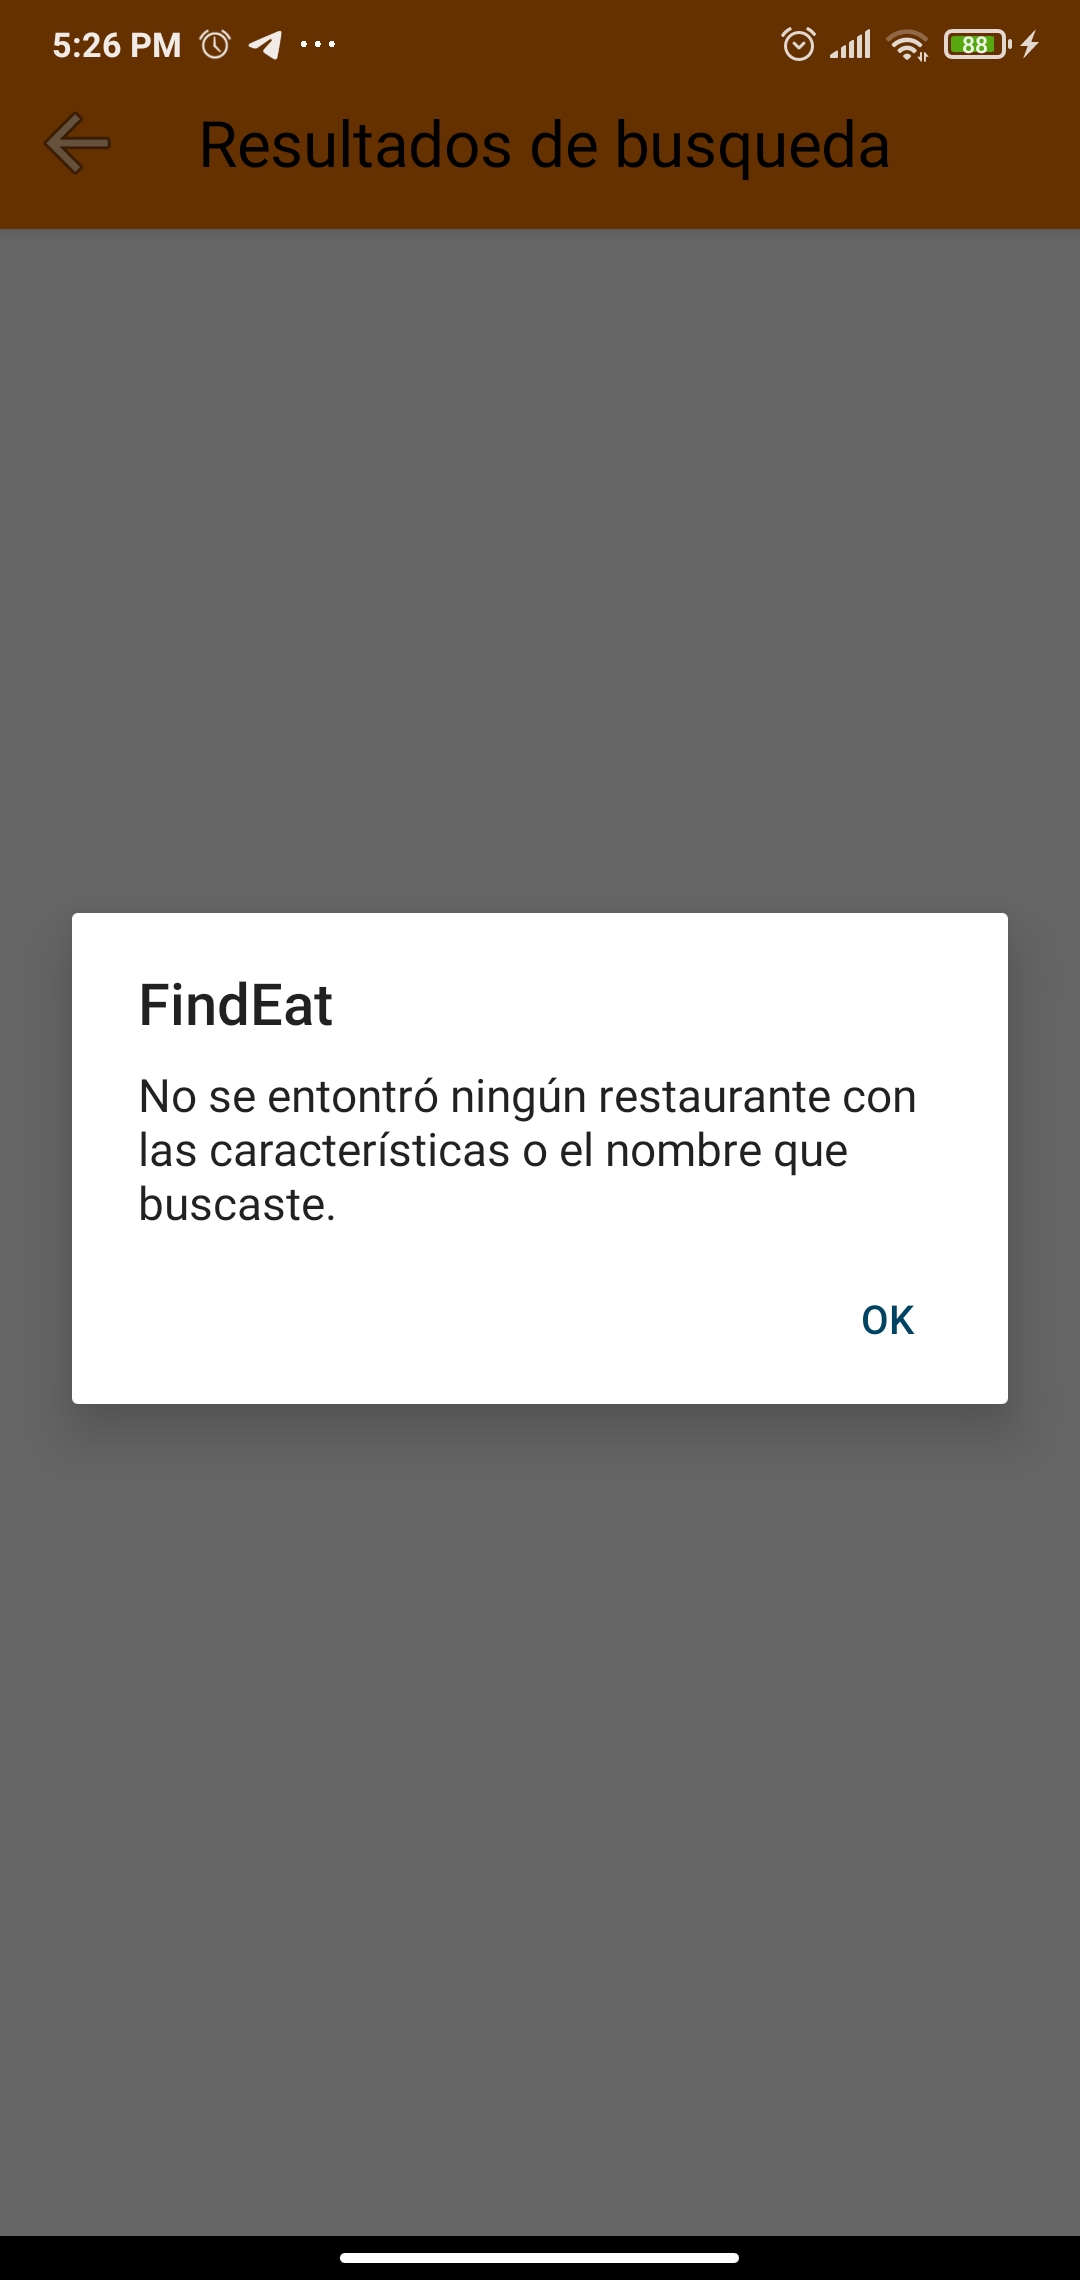 5:26 PM
88
Resultados de busqueda
FindEat
No se entontró ningún restaurante con
las características o el nombre que
buscaste.
OK